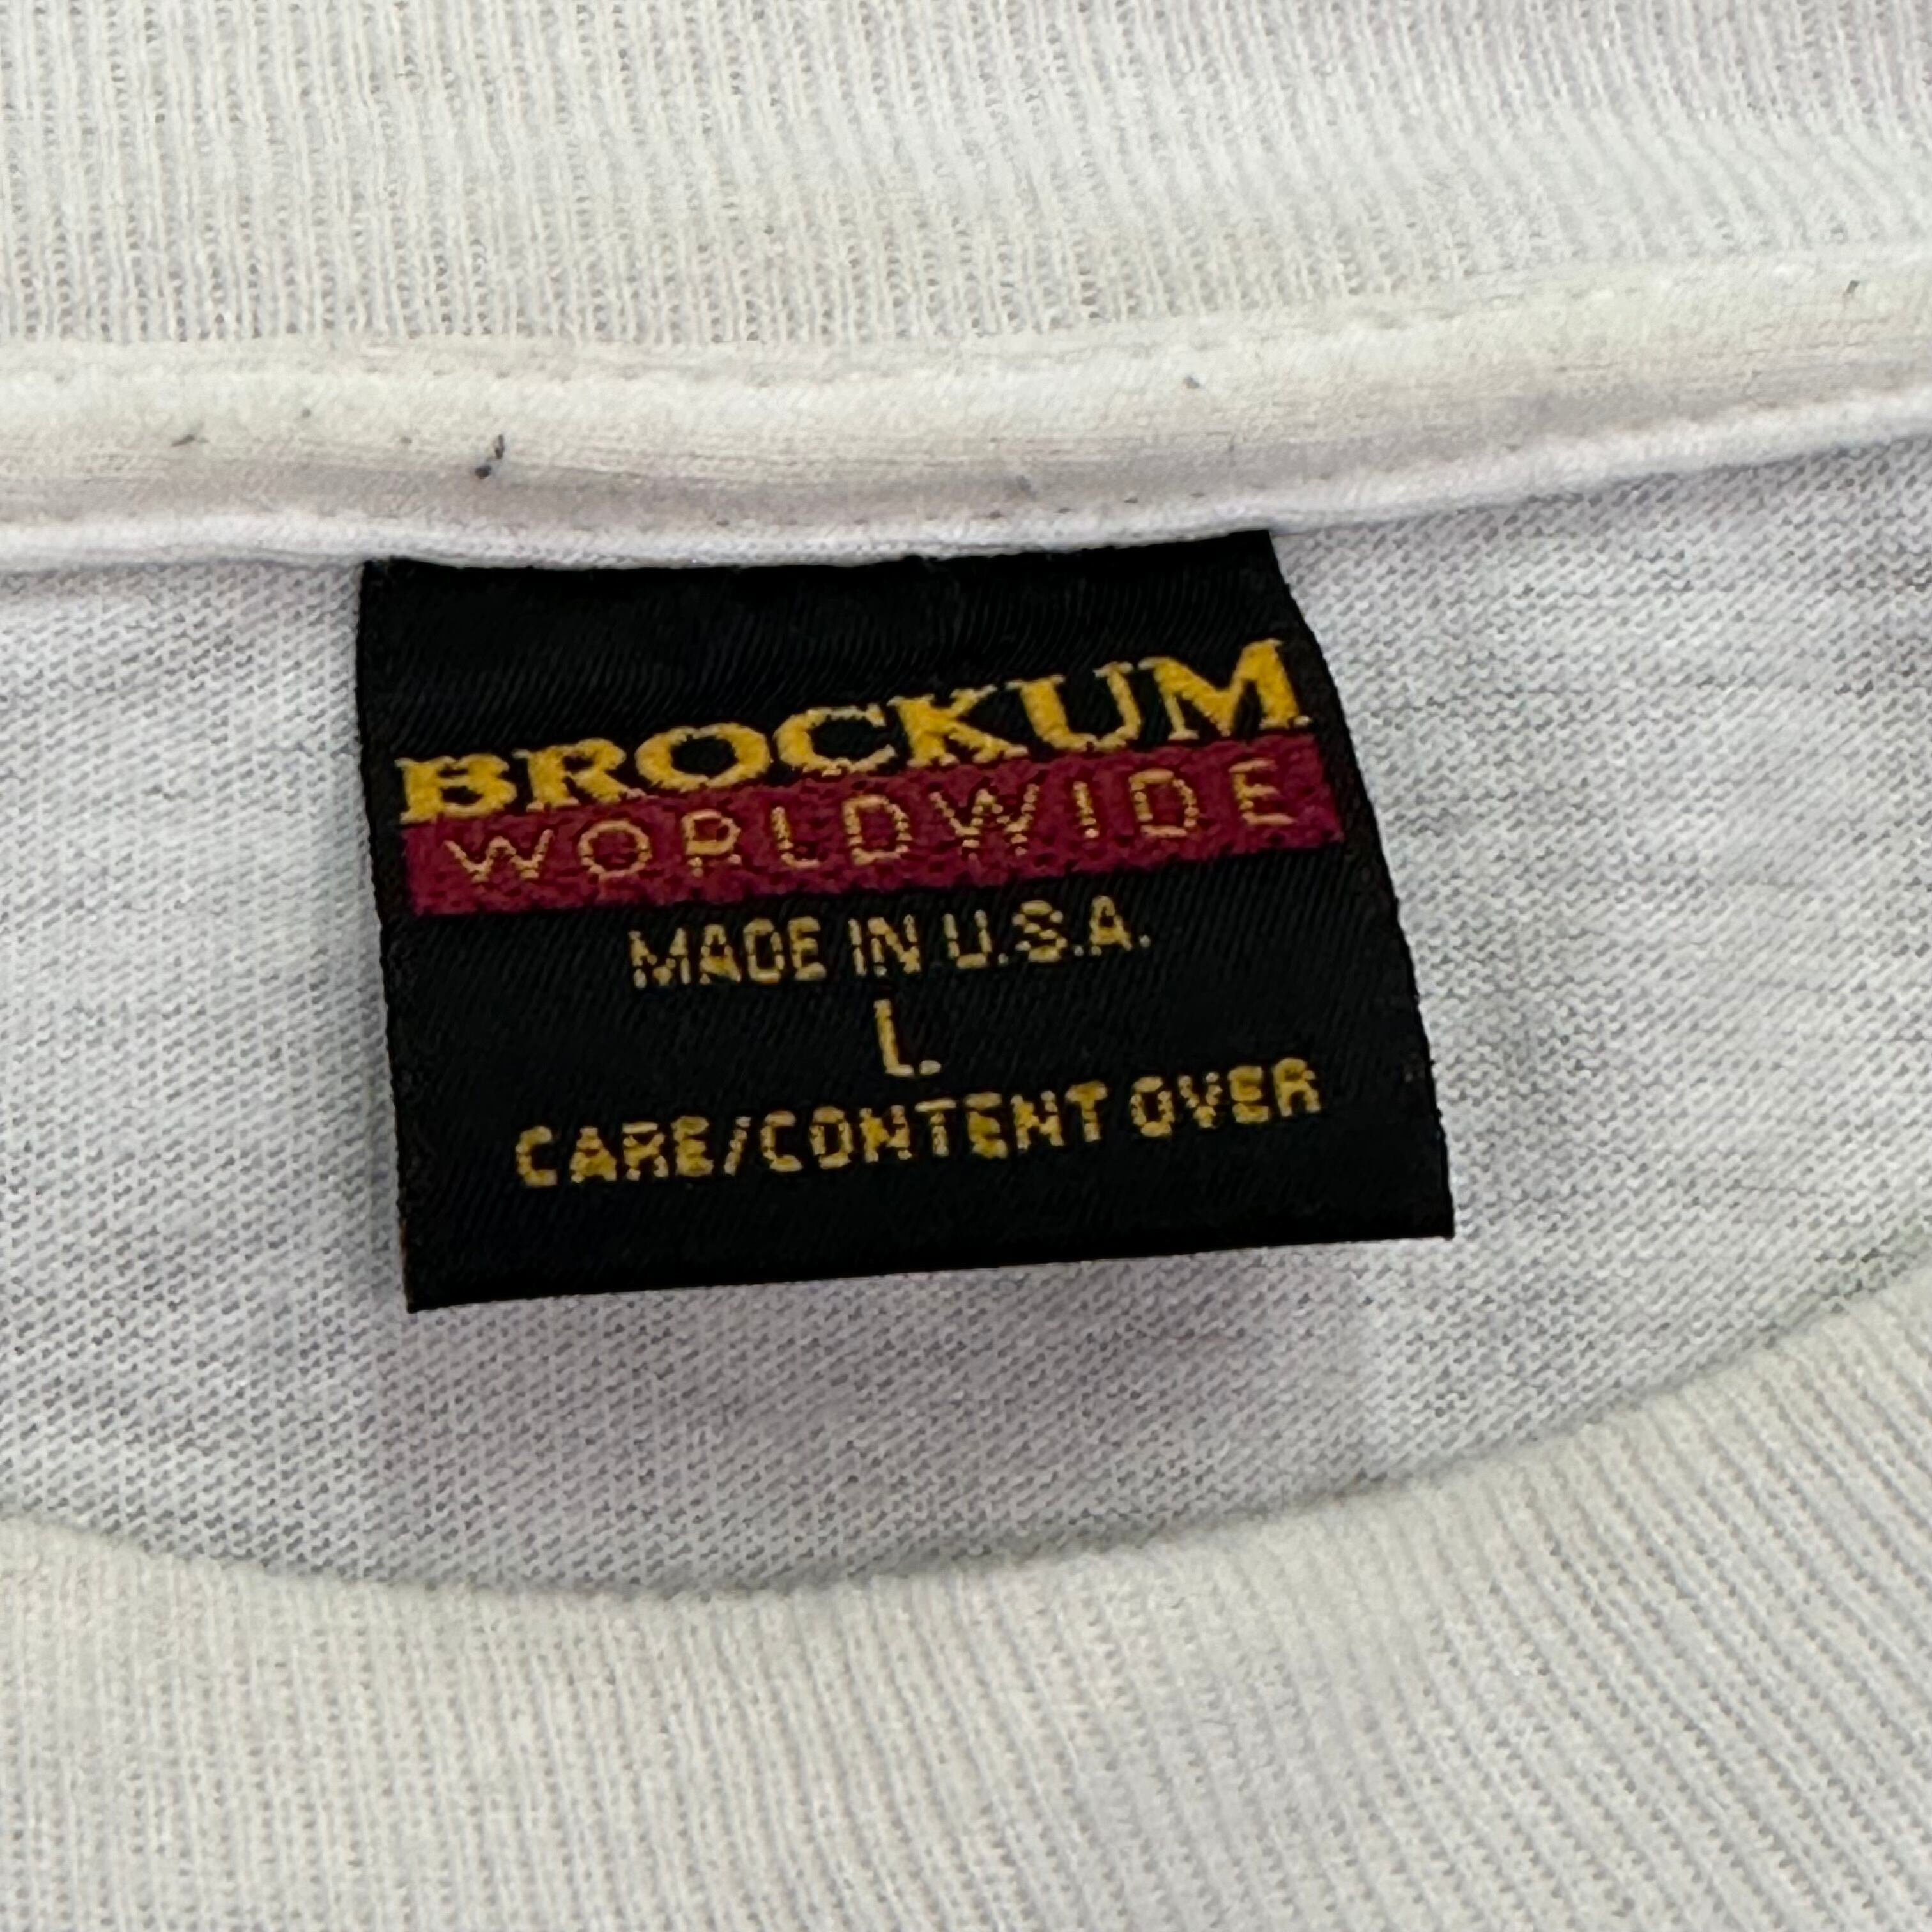 BROCKUM
WORLDWIDE
MADE IN U.S.A.
L.
CARE/CONTENT OVER